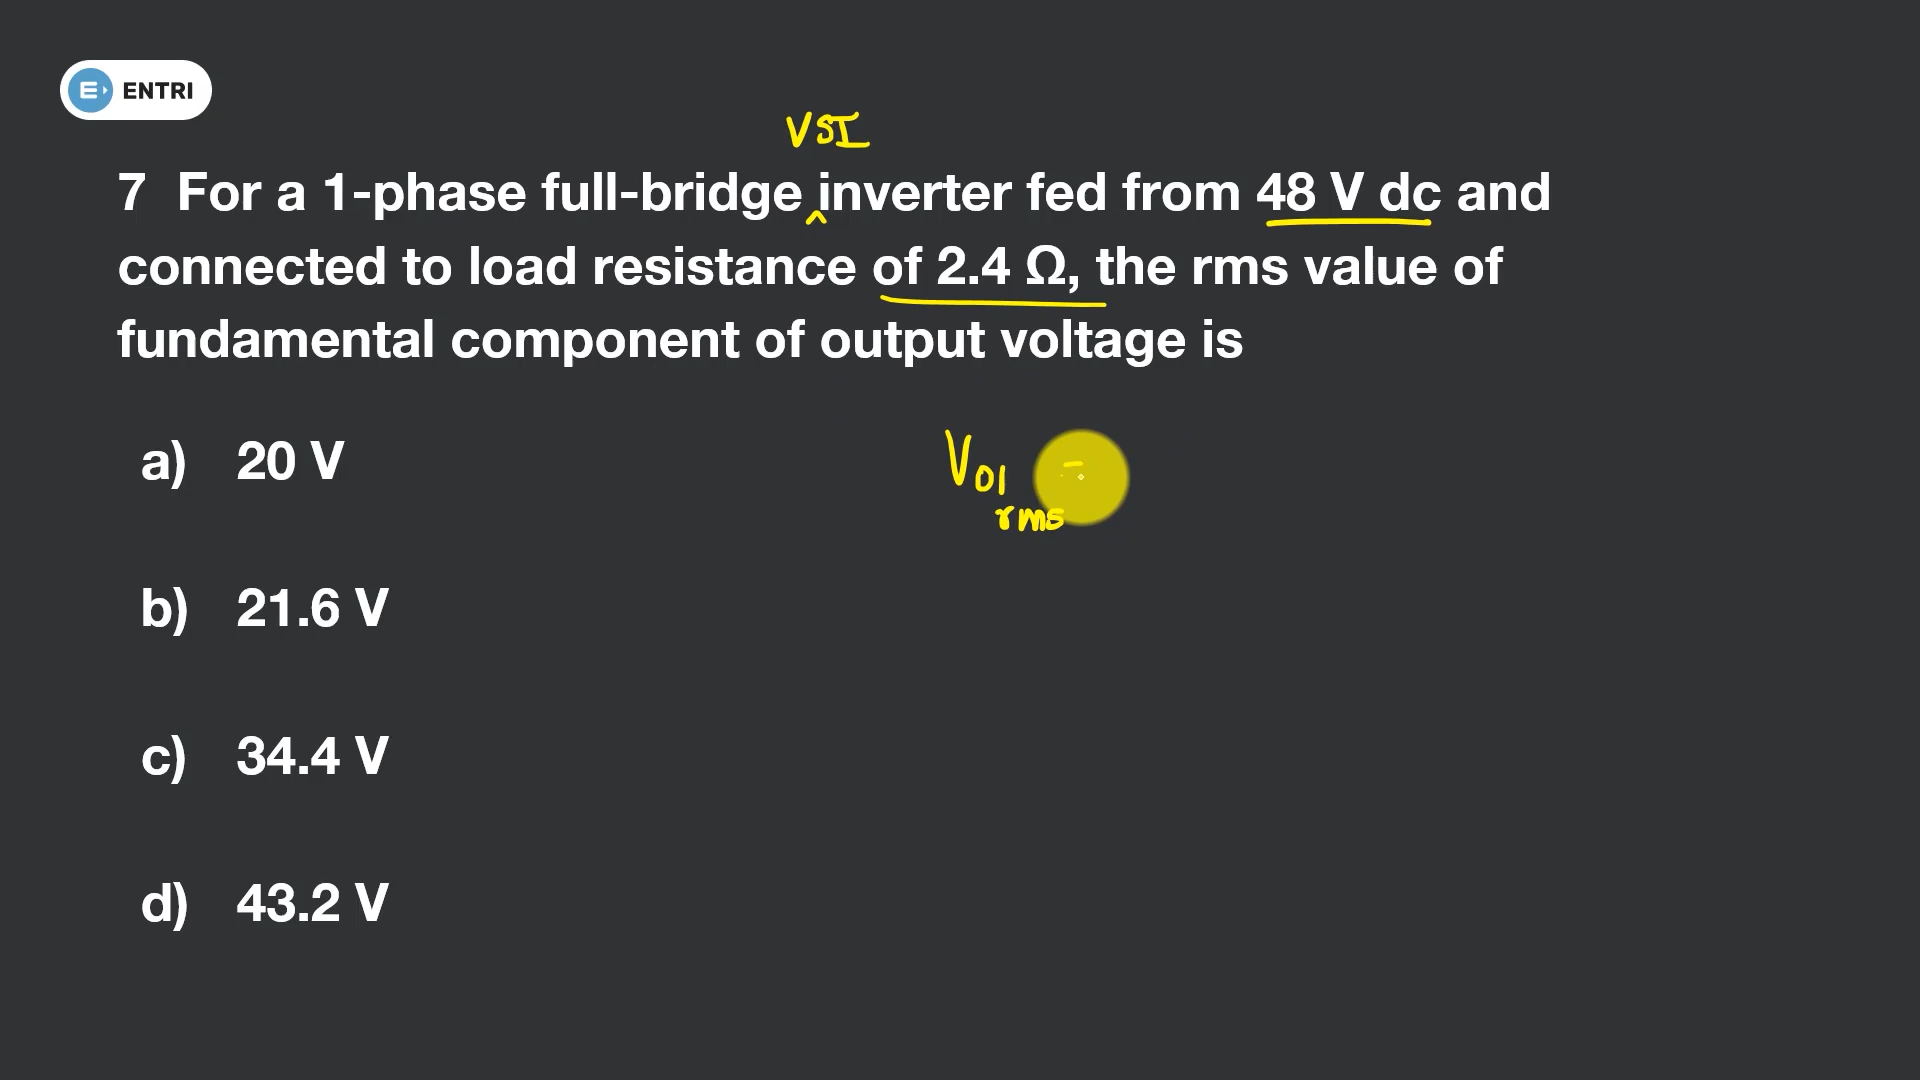 ENTRI
VSI
7 For a 1-phase full-bridge inverter fed from 48 V dc and
connected to load resistance of 2.4 Ω, the rms value of
fundamental component of output voltage is
a) 20 V
V01 =
rms
b) 21.6 V
c) 34.4 V
d) 43.2 V